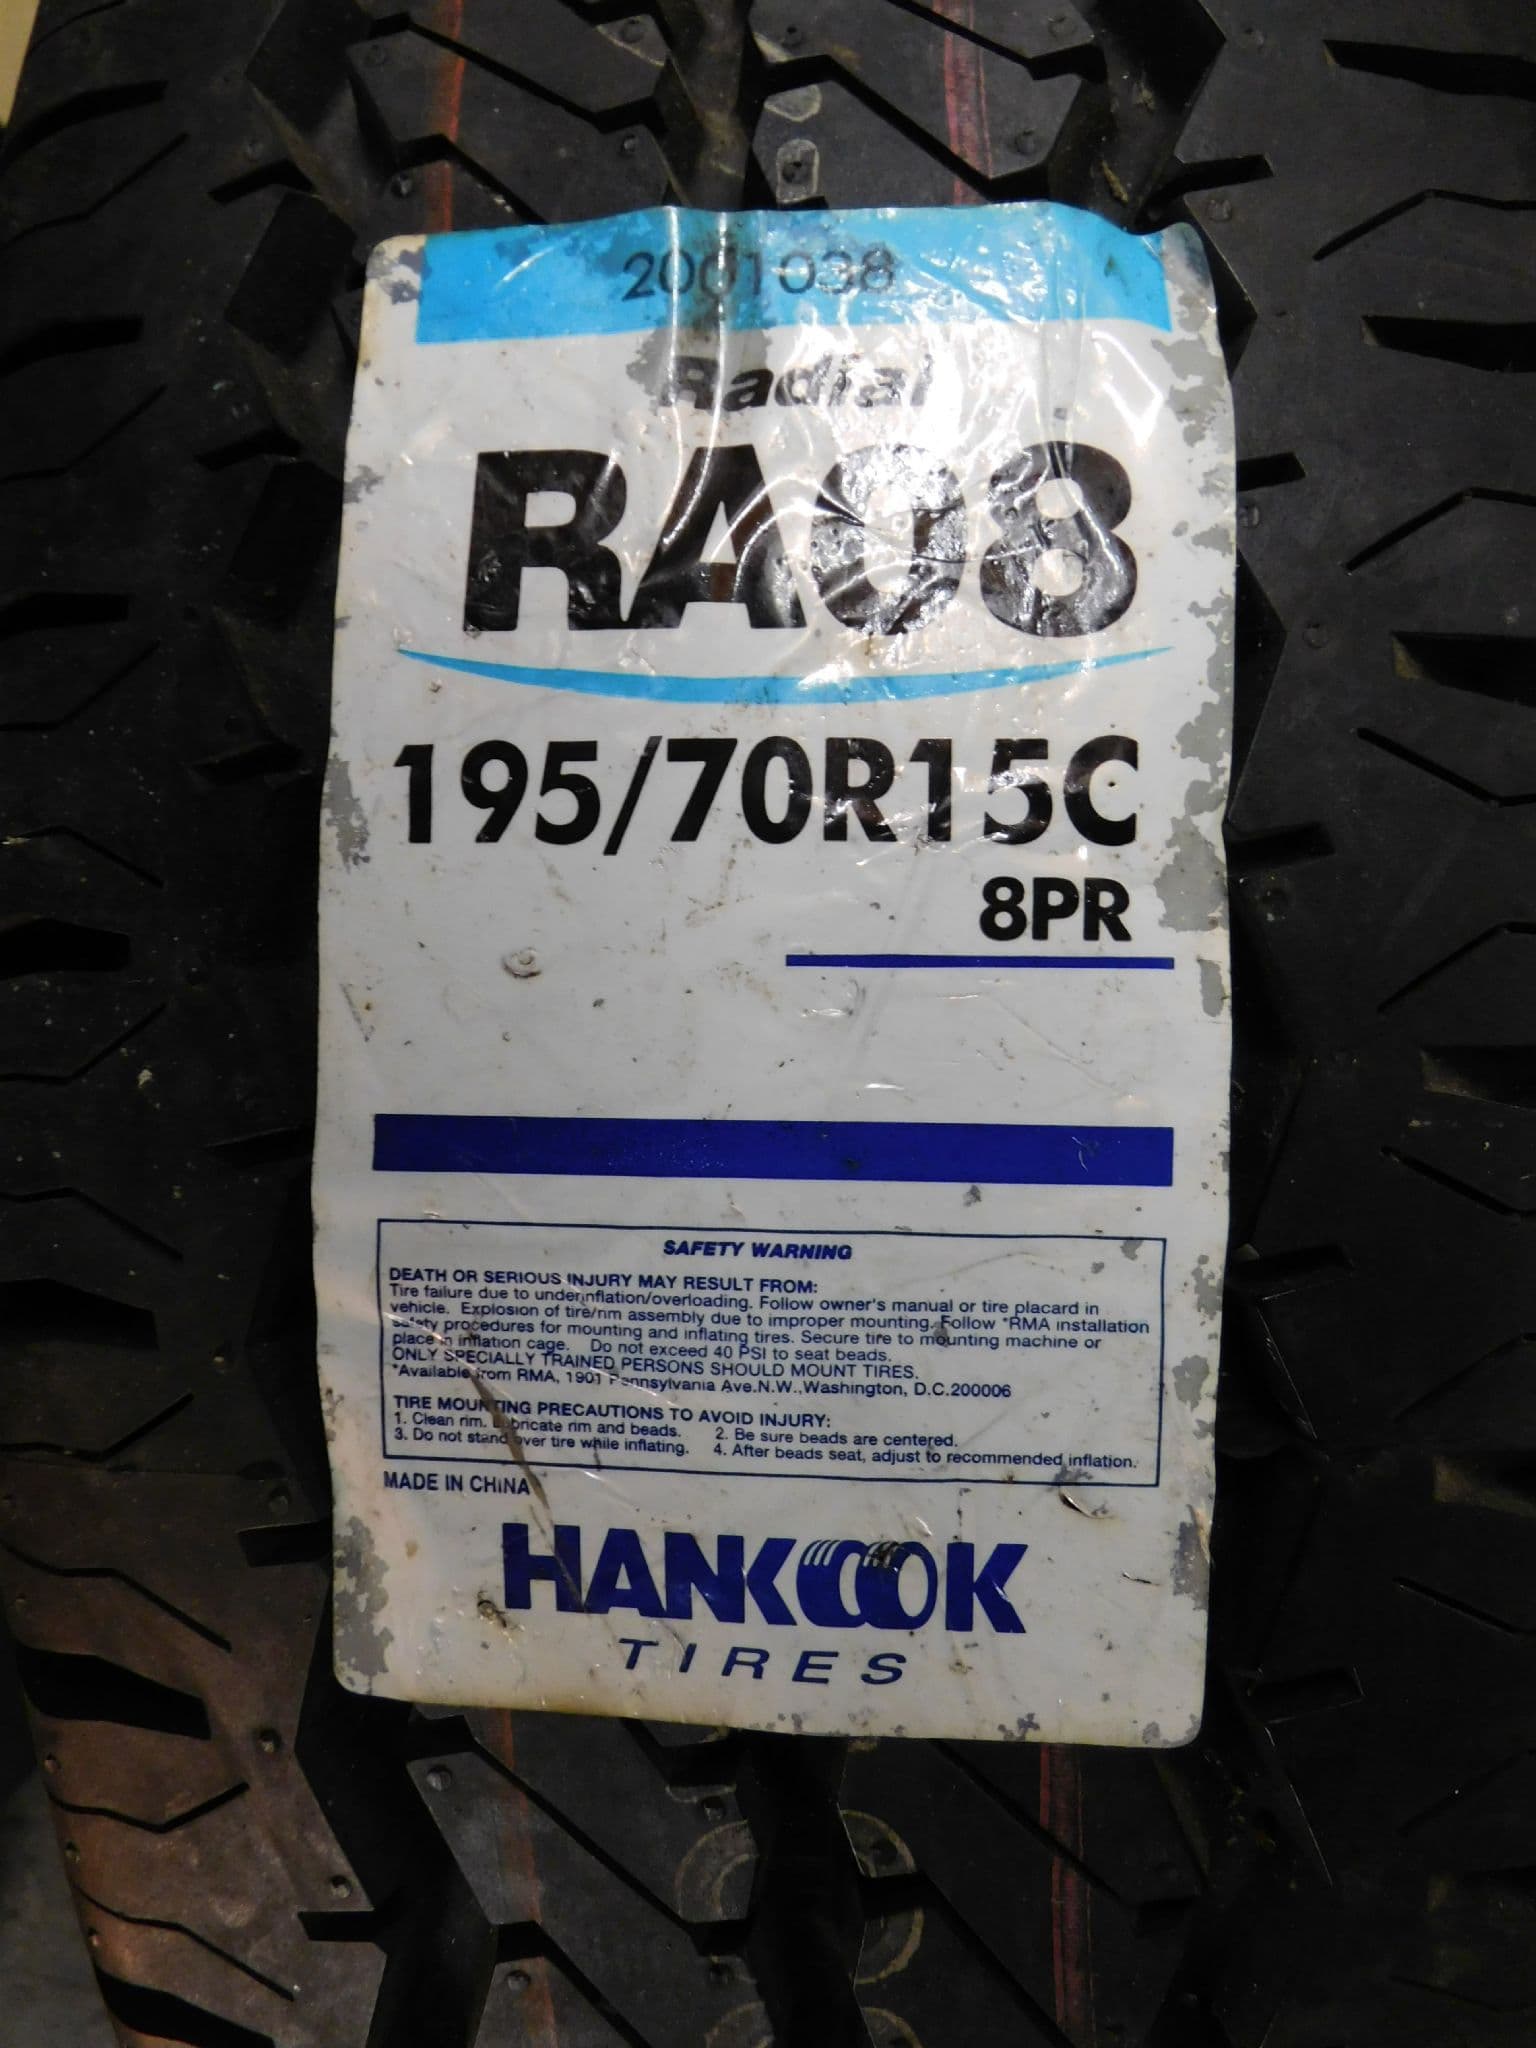 2001038
Radial
RA08
195/70R15C
8PR
SAFETY WARNING
DEATH OR SERIOUS INJURY MAY RESULT FROM:
Tire failure due to underinflation/overloading. Follow owner's manual or tire placard in
vehicle. Explosion of tire/rim assembly due to improper mounting. Follow *RMA installation
safety procedures for mounting and inflating tires. Secure tire to mounting machine or
place in inflation cage. Do not exceed 40 PSI to seat beads.
ONLY SPECIALLY TRAINED PERSONS SHOULD MOUNT TIRES.
*Available from RMA, 1901 Pennsylvania Ave.N.W.,Washington, D.C.200006
TIRE MOUNTING PRECAUTIONS TO AVOID INJURY:
1. Clean rim. Lubricate rim and beads. 2. Be sure beads are centered.
3. Do not stand over tire while inflating. 4. After beads seat, adjust to recommended inflation.
MADE IN CHINA
HANKOOK
TIRES